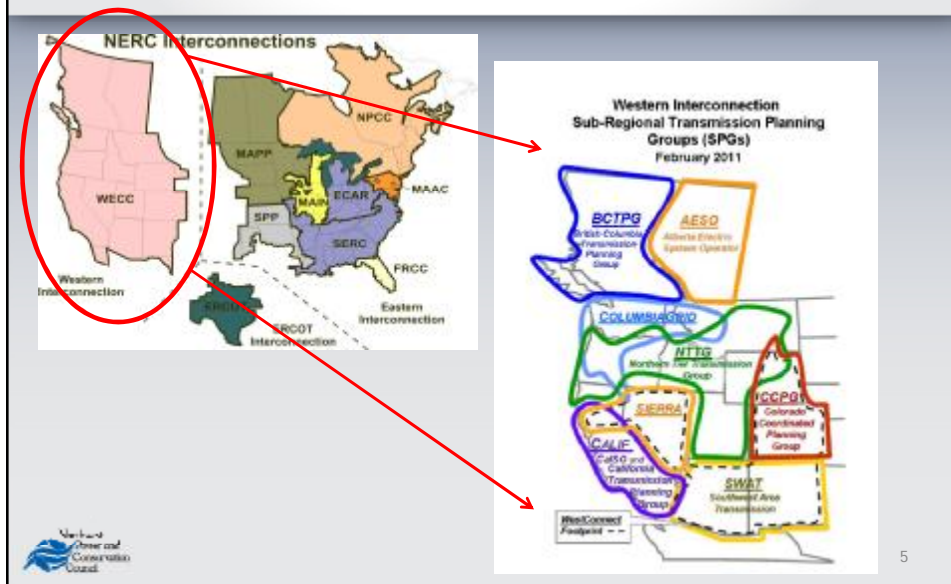 NERC Interconnections
NPCC
MAPP
MAAC
WECC
MAIN
ECAR
SPP
SERC
FRCC
Western
Interconnection
Eastern
Interconnection
ERCOT
ERCOT
Interconnection
Western Interconnection
Sub-Regional Transmission Planning
Groups (SPGs)
February 2011
BCTPG
British Columbia
Transmission
Planning
Group
AESO
Alberta Electric
System Operator
COLUMBIAGRID
NTTG
Northern Tier Transmission
Group
CCPG
Colorado
Coordinated
Planning
Group
SIERRA
CALIF
CalISO and
California
Transmission
Planning
Group
SWAT
Southwest Area
Transmission
WestConnect
Footprint
Northwest
Power and
Conservation
Council
5